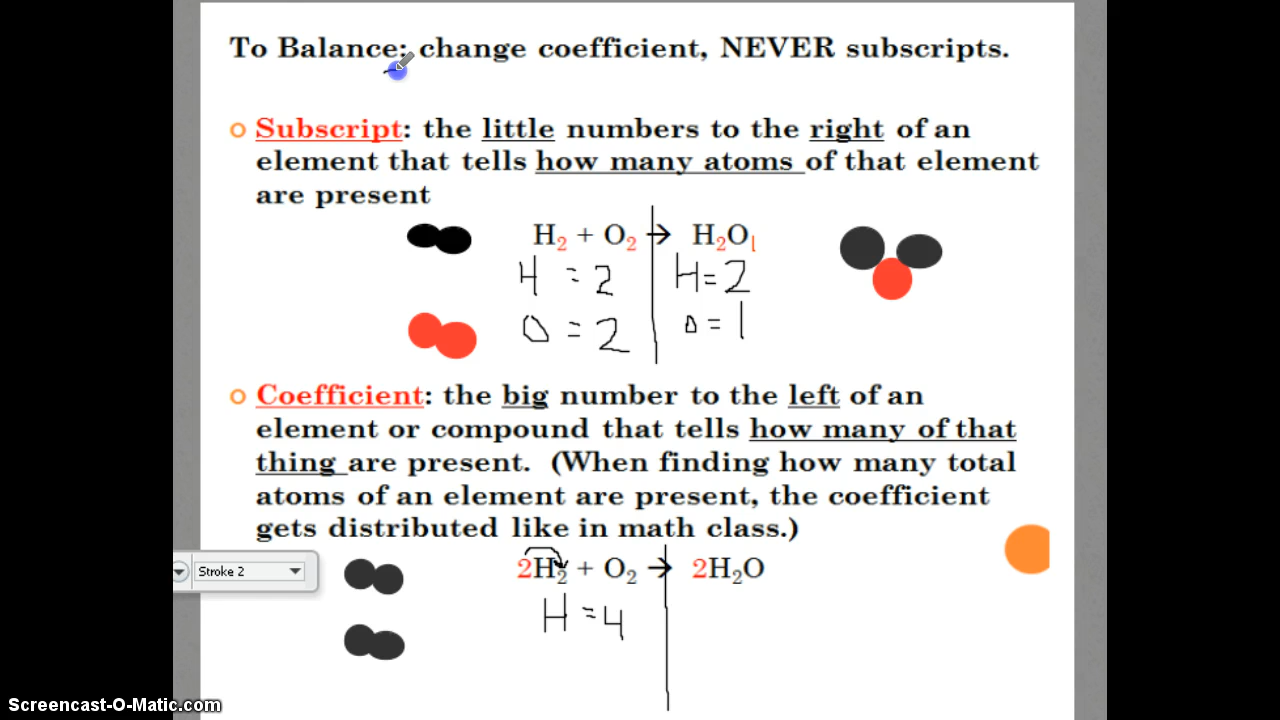 To Balance: change coefficient, NEVER subscripts.
Subscript: the little numbers to the right of an
element that tells how many atoms of that element
are present
H₂ + O₂ → H₂O₁
H = 2 H = 2
O = 2 O = 1
Coefficient: the big number to the left of an
element or compound that tells how many of that
thing are present. (When finding how many total
atoms of an element are present, the coefficient
gets distributed like in math class.)
Stroke 2
2H₂ + O₂ → 2H₂O
H = 4
Screencast-O-Matic.com